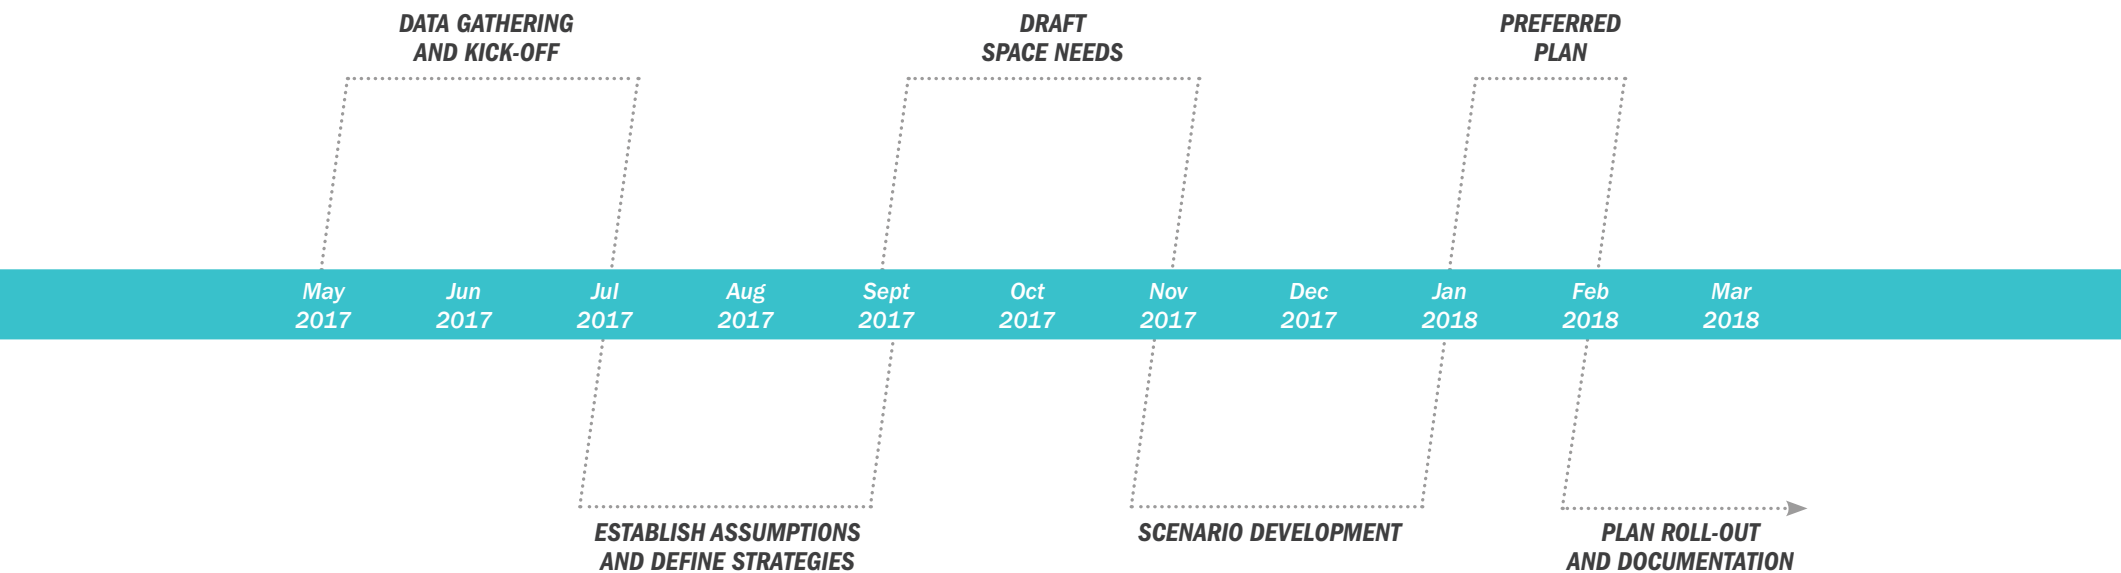 DATA GATHERING
AND KICK-OFF
DRAFT
SPACE NEEDS
PREFERRED
PLAN
May
2017
Jun
2017
Jul
2017
Aug
2017
Sept
2017
Oct
2017
Nov
2017
Dec
2017
Jan
2018
Feb
2018
Mar
2018
ESTABLISH ASSUMPTIONS
AND DEFINE STRATEGIES
SCENARIO DEVELOPMENT
PLAN ROLL-OUT
AND DOCUMENTATION